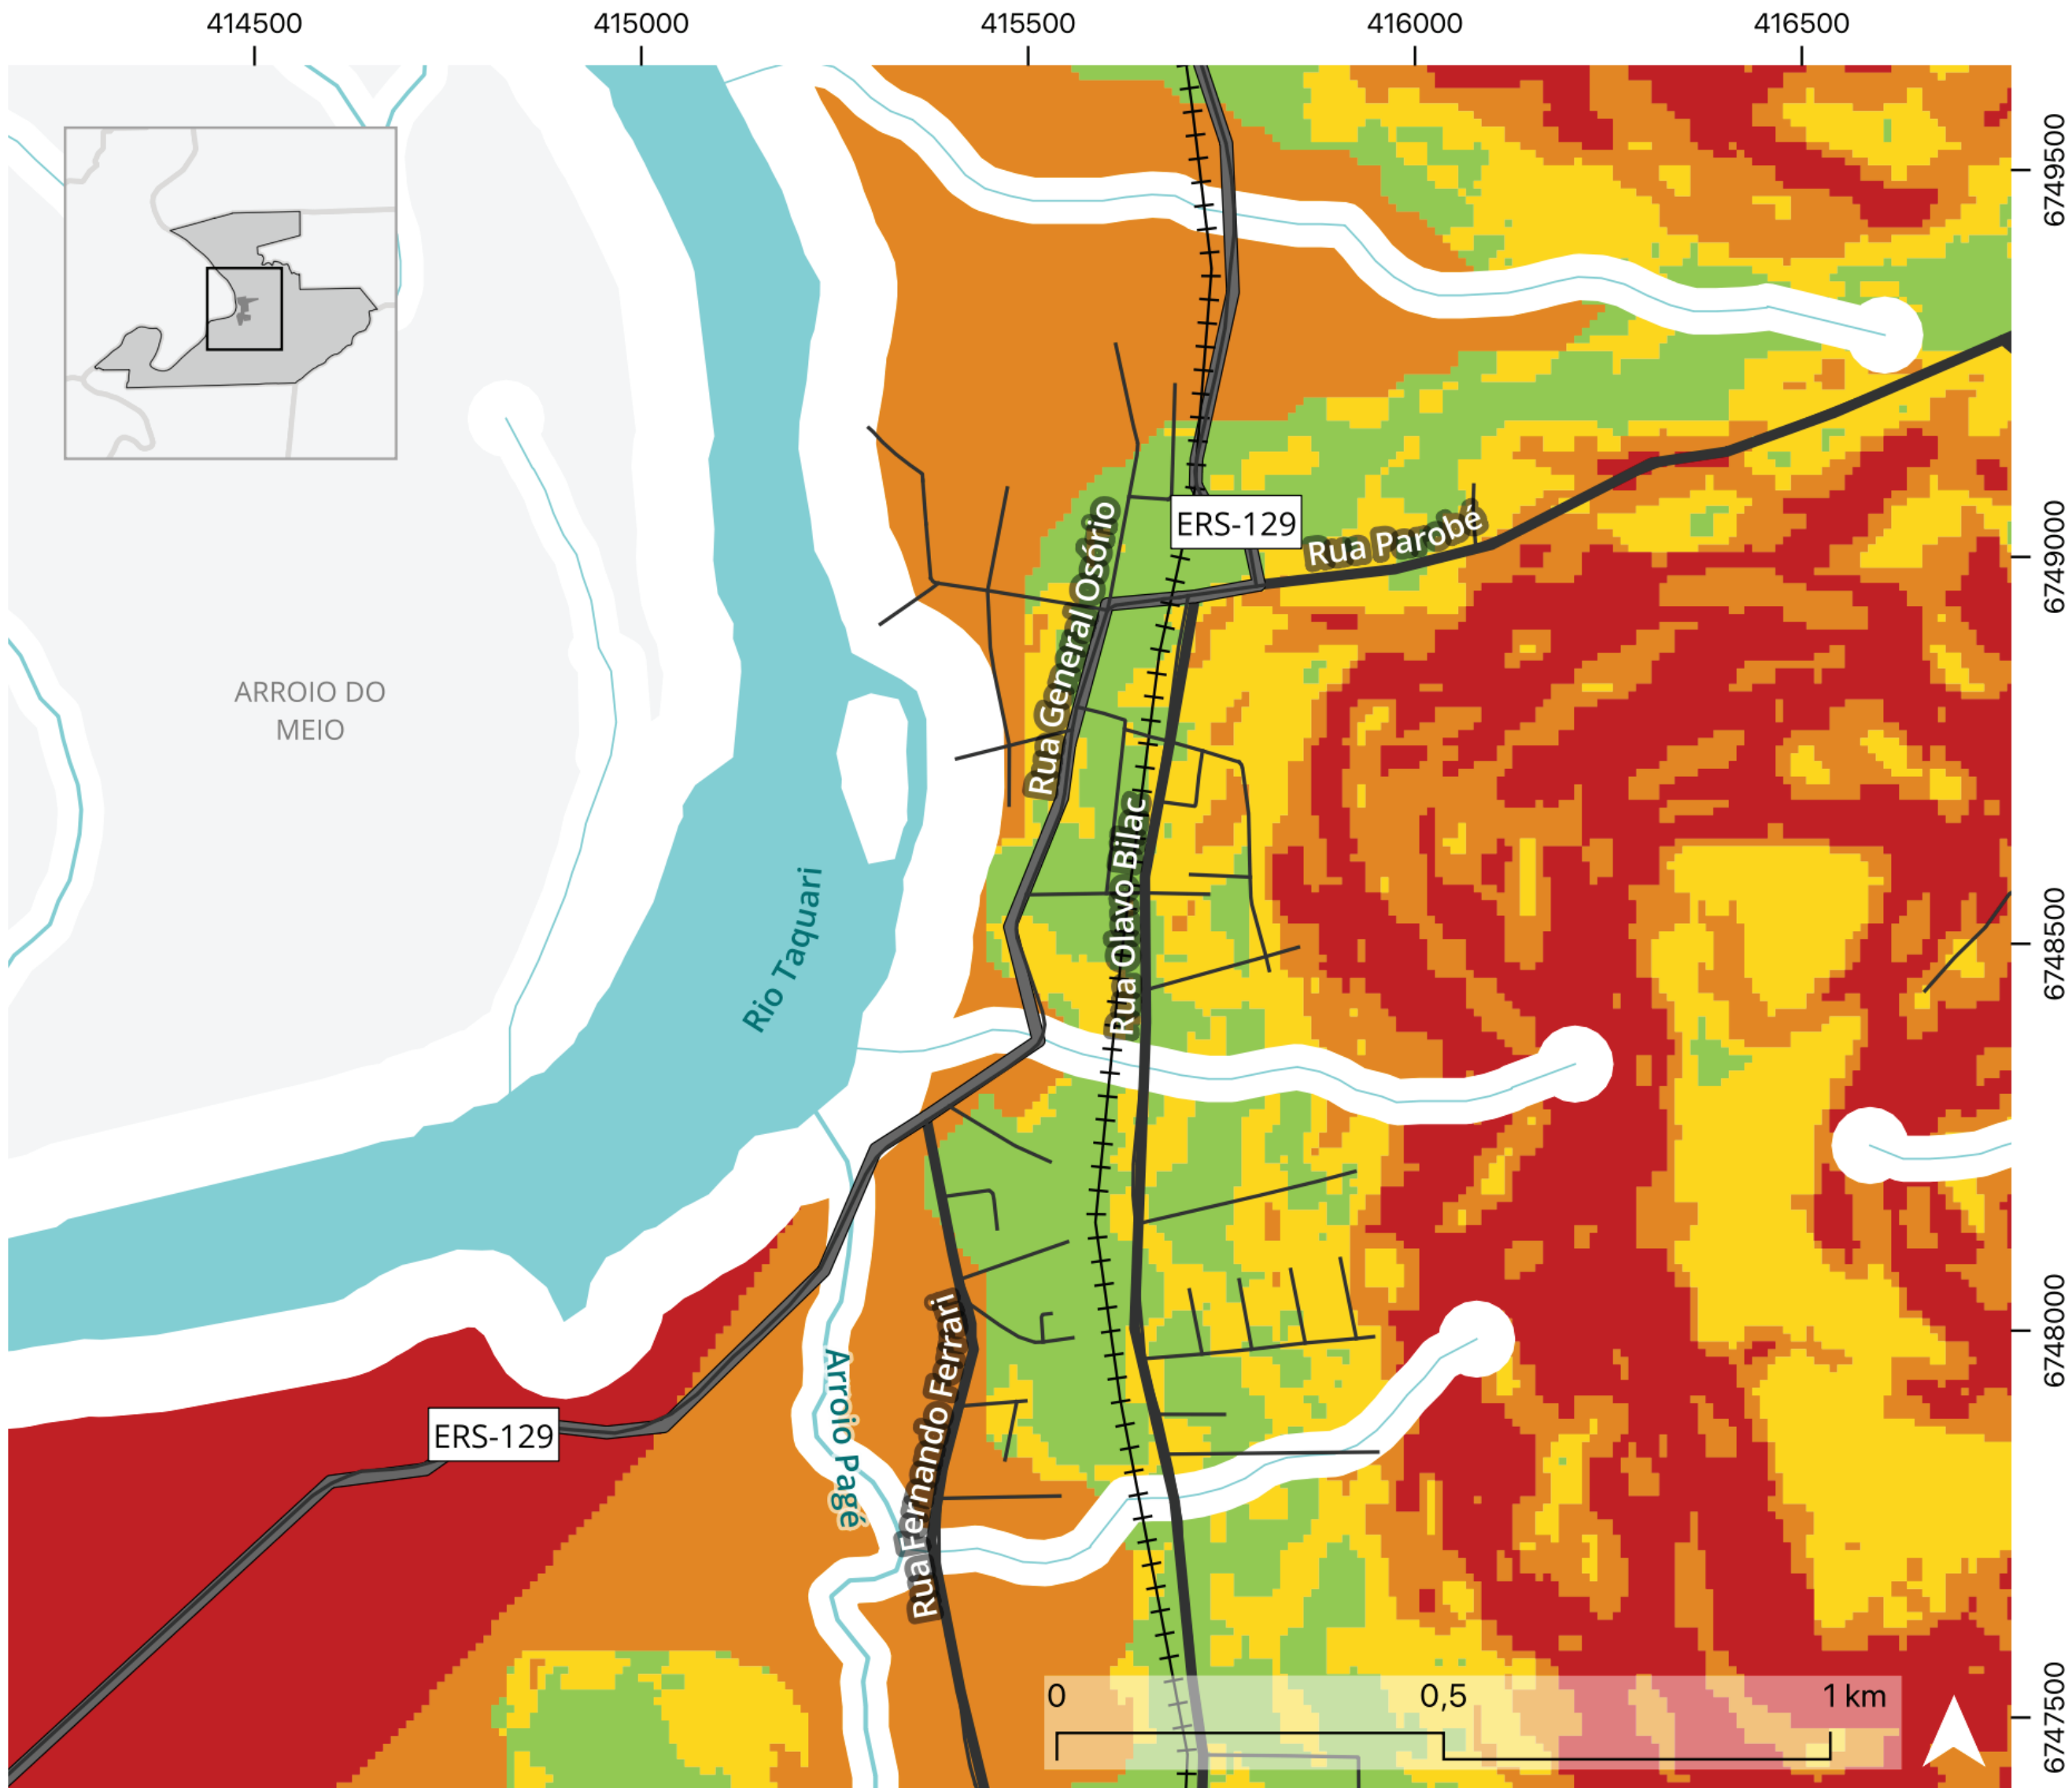 414500 415000 415500 416000 416500
6749500
ERS-129
Rua Parobé
Rua General Osório
6749000
ARROIO DO
MEIO
Rua Olavo Bilac
Rio Taquari
6748500
6748000
Rua Fernando Ferrari
Arroio Pagé
ERS-129
6747500
0 0,5 1 km